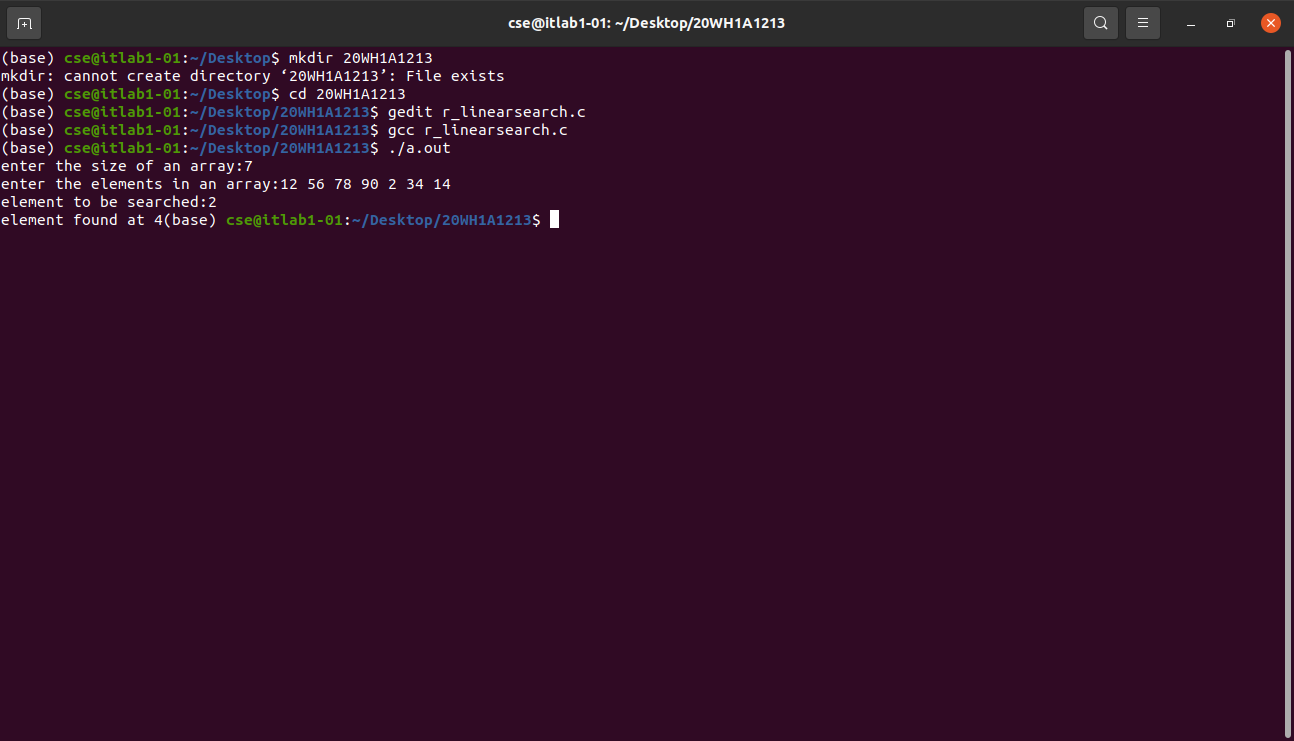 cse@itlab1-01: ~/Desktop/20WH1A1213
(base) cse@itlab1-01:~/Desktop$ mkdir 20WH1A1213
mkdir: cannot create directory ‘20WH1A1213’: File exists
(base) cse@itlab1-01:~/Desktop$ cd 20WH1A1213
(base) cse@itlab1-01:~/Desktop/20WH1A1213$ gedit r_linearsearch.c
(base) cse@itlab1-01:~/Desktop/20WH1A1213$ gcc r_linearsearch.c
(base) cse@itlab1-01:~/Desktop/20WH1A1213$ ./a.out
enter the size of an array:7
enter the elements in an array:12 56 78 90 2 34 14
element to be searched:2
element found at 4(base) cse@itlab1-01:~/Desktop/20WH1A1213$